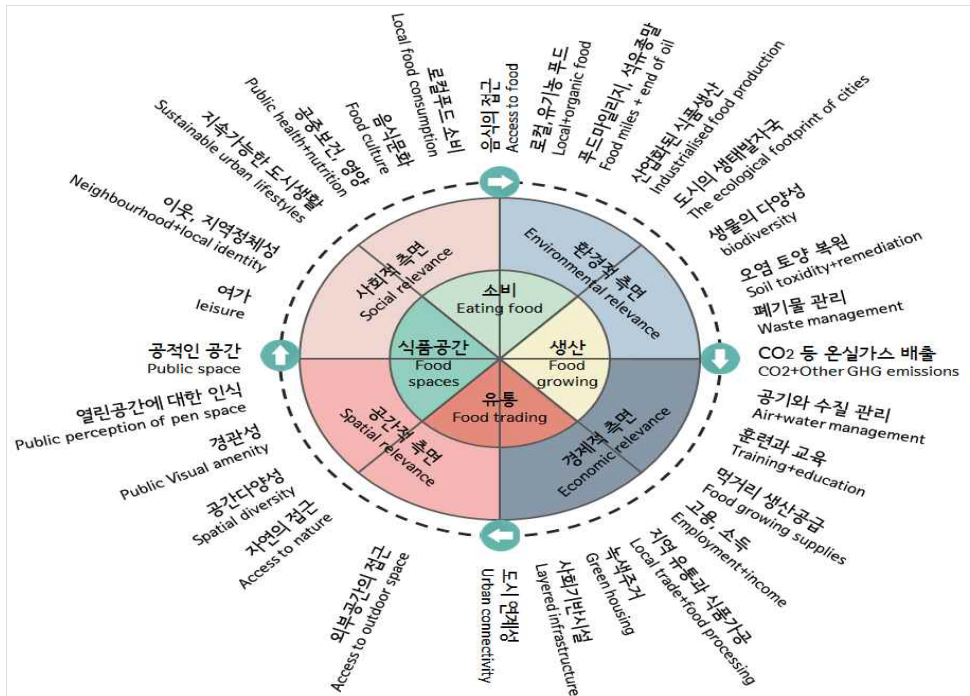 음식의 접근
Access to food
로컬,유기농 푸드
Local+organic food
푸드마일리지, 석유종말
Food miles + end of oil
산업화된 식품생산
Industrialised food production
도시의 생태발자국
The ecological footprint of cities
생물의 다양성
biodiversity
오염 토양 복원
Soil toxidity+remediation
폐기물 관리
Waste management
CO2 등 온실가스 배출
CO2+Other GHG emissions
공기와 수질 관리
Air+water management
훈련과 교육
Training+education
먹거리 생산공급
Food growing supplies
고용, 소득
Employment+income
지역 유통과 식품가공
Local trade+food processing
녹색주거
Green housing
사회기반시설
Layered infrastructure
도시 연계성
Urban connectivity
외부공간의 접근
Access to outdoor space
자연의 접근
Access to nature
공간다양성
Spatial diversity
경관성
Public Visual amenity
열린공간에 대한 인식
Public perception of pen space
공적인 공간
Public space
여가
leisure
이웃, 지역정체성
Neighbourhood+local identity
지속가능한 도시생활
Sustainable urban lifestyles
공중보건, 영양
Public health+nutrition
음식문화
Food culture
로컬푸드 소비
Local food consumption
사회적 측면
Social relevance
환경적 측면
Environmental relevance
경제적 측면
Economic relevance
공간적 측면
Spatial relevance
소비
Eating food
생산
Food
growing
유통
Food trading
식품공간
Food
spaces